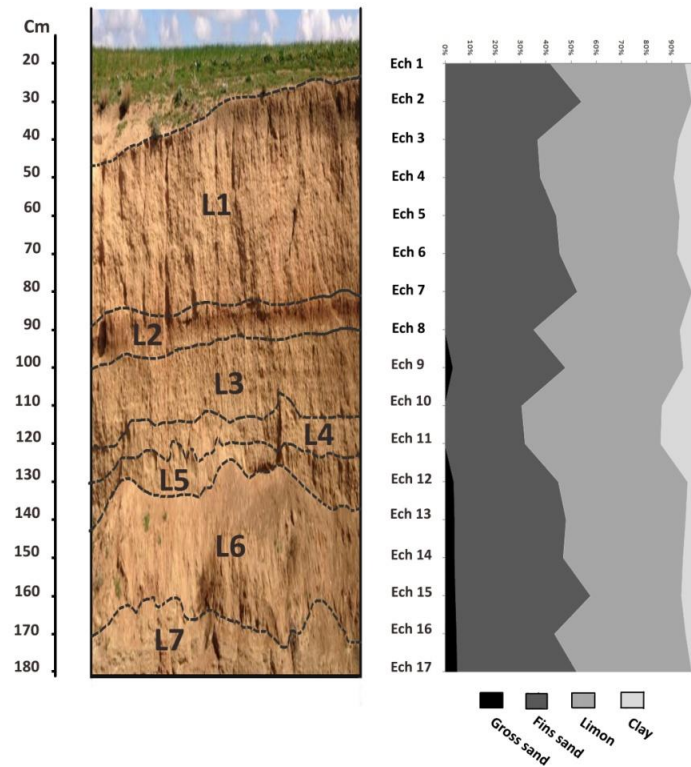 Cm
20
30
40
50
60
70
80
90
100
110
120
130
140
150
160
170
180
L1
L2
L3
L4
L5
L6
L7
0%
10%
20%
30%
40%
50%
60%
70%
80%
90%
Ech 1
Ech 2
Ech 3
Ech 4
Ech 5
Ech 6
Ech 7
Ech 8
Ech 9
Ech 10
Ech 11
Ech 12
Ech 13
Ech 14
Ech 15
Ech 16
Ech 17
Gross sand
Fins sand
Limon
Clay